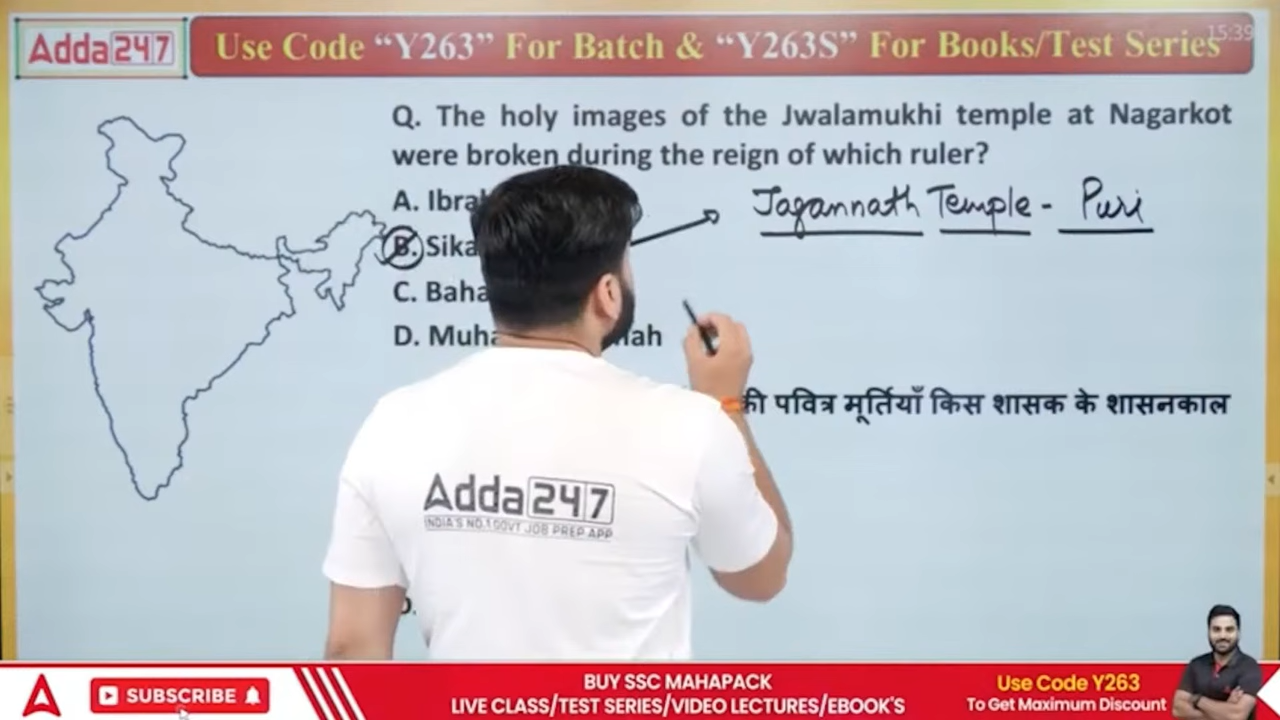 Adda247
Use Code “Y263” For Batch & “Y263S” For Books/Test Series
15:39
Q. The holy images of the Jwalamukhi temple at Nagarkot
were broken during the reign of which ruler?
A. Ibra
Jagannath Temple - Puri
B. Sika
C. Baha
D. Muha hah
की पवित्र मूर्तियाँ किस शासक के शासनकाल
Adda247
INDIA'S NO.1 GOVT JOB PREP APP
SUBSCRIBE
BUY SSC MAHAPACK
LIVE CLASS/TEST SERIES/VIDEO LECTURES/EBOOK'S
Use Code Y263
To Get Maximum Discount